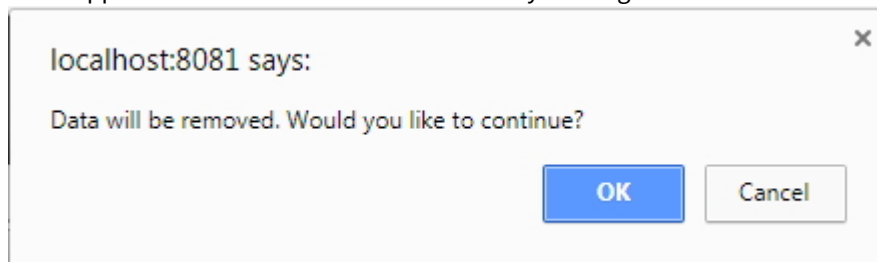 localhost:8081 says:
Data will be removed. Would you like to continue?
OK
Cancel